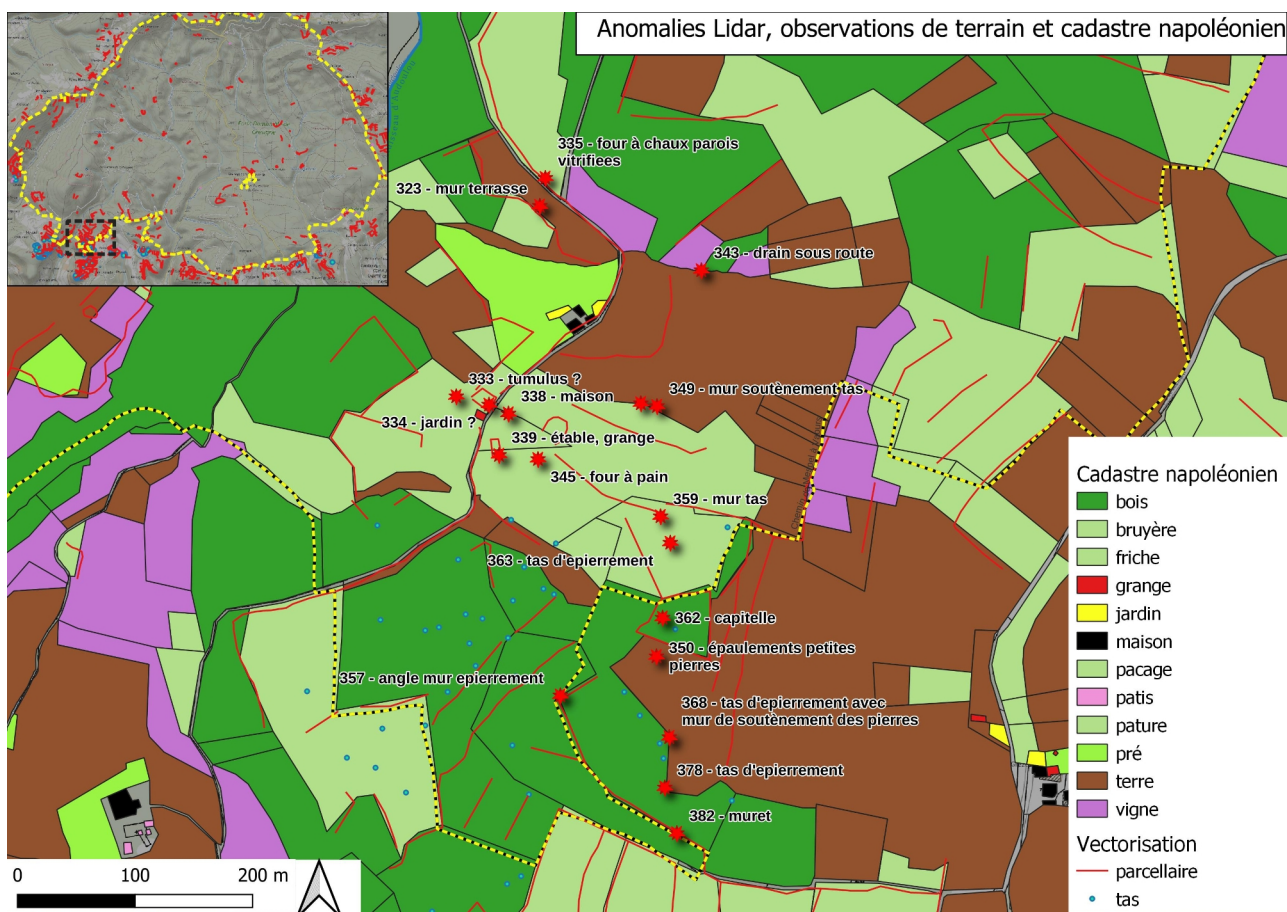 Anomalies Lidar, observations de terrain et cadastre napoléonien
335 - four à chaux parois
vitrifiees
323 - mur terrasse
343 - drain sous route
333 - tumulus ?
338 - maison
349 - mur soutènement tas
334 - jardin ?
339 - étable, grange
345 - four à pain
359 - mur tas
363 - tas d'epierrement
362 - capitelle
350 - épaulements petites
pierres
357 - angle mur epierrement
368 - tas d'epierrement avec
mur de soutènement des pierres
378 - tas d'epierrement
382 - muret
Cadastre napoléonien
bois
bruyère
friche
grange
jardin
maison
pacage
patis
pature
pré
terre
vigne
Vectorisation
parcellaire
tas
0 100 200 m